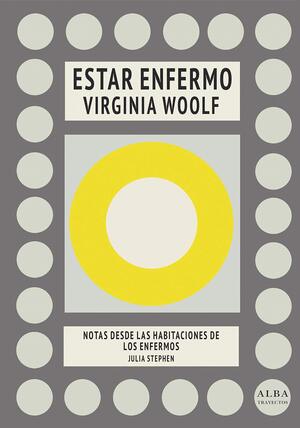 ESTAR ENFERMO
VIRGINIA WOOLF
NOTAS DESDE LAS HABITACIONES DE
LOS ENFERMOS
JULIA STEPHEN
ALBA
TRAYECTOS